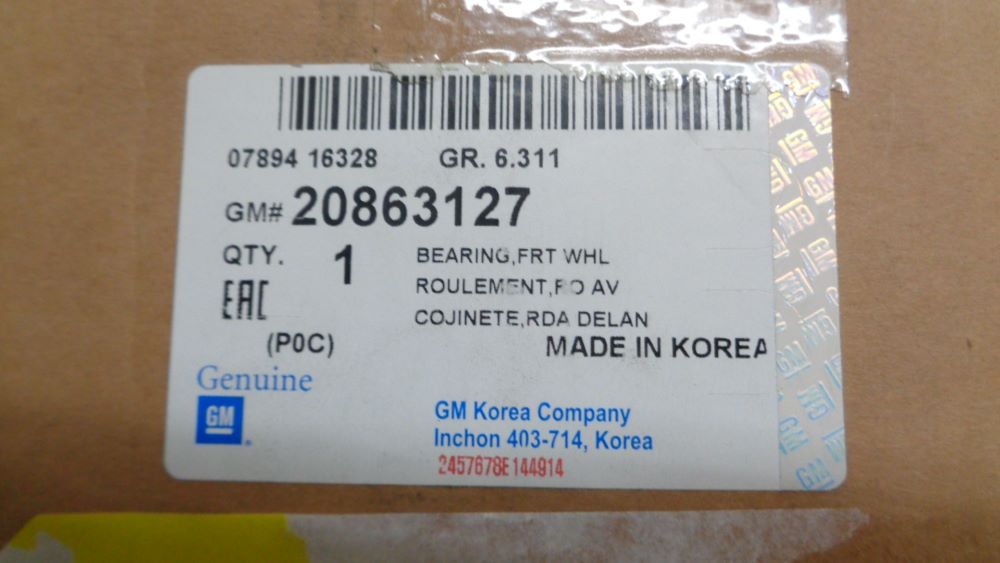 07894 16328 GR. 6.311
GM# 20863127
QTY. 1 BEARING,FRT WHL
EAC ROULEMENT,RO AV
COJINETE,RDA DELAN
(P0C) MADE IN KOREA
Genuine
GM
GM Korea Company
Inchon 403-714, Korea
2457678E144914